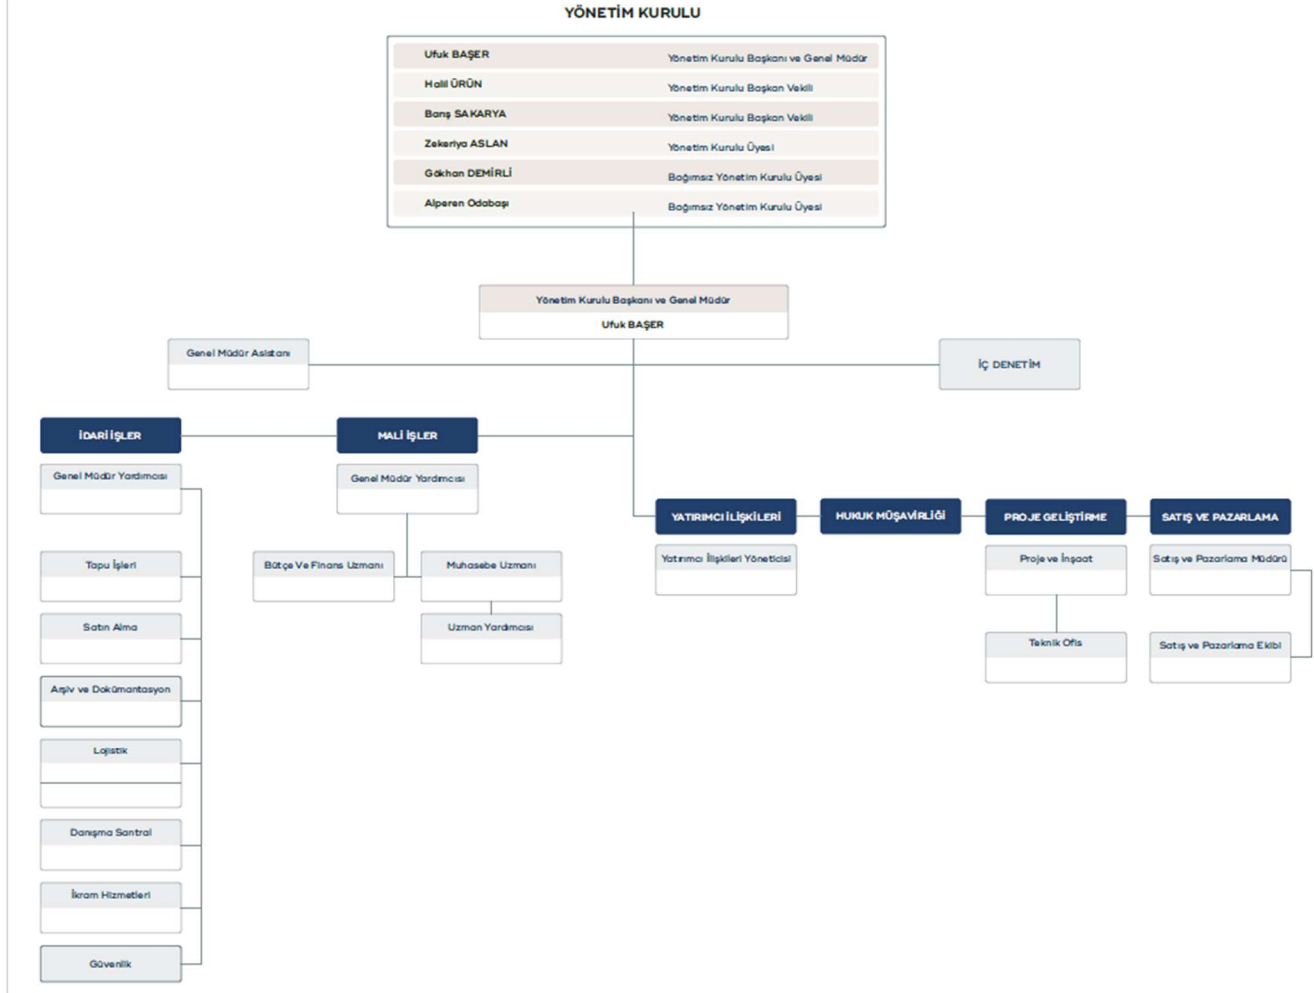 YÖNETİM KURULU
Ufuk BAŞER Yönetim Kurulu Başkanı ve Genel Müdür
Halil ÜRÜN Yönetim Kurulu Başkan Vekili
Barış SAKARYA Yönetim Kurulu Başkan Vekili
Zekeriya ASLAN Yönetim Kurulu Üyesi
Gökhan DEMİRLİ Bağımsız Yönetim Kurulu Üyesi
Alperen Odabaşı Bağımsız Yönetim Kurulu Üyesi
Yönetim Kurulu Başkanı ve Genel Müdür
Ufuk BAŞER
Genel Müdür Asistanı
İÇ DENETİM
İDARİ İŞLER
MALİ İŞLER
Genel Müdür Yardımcısı
Genel Müdür Yardımcısı
YATIRIMCI İLİŞKİLERİ
HUKUK MÜŞAVİRLİĞİ
PROJE GELİŞTİRME
SATIŞ VE PAZARLAMA
Tapu İşleri
Bütçe Ve Finans Uzmanı
Muhasebe Uzmanı
Yatırımcı İlişkileri Yöneticisi
Proje ve İnşaat
Satış ve Pazarlama Müdürü
Satın Alma
Uzman Yardımcısı
Teknik Ofis
Satış ve Pazarlama Ekibi
Arşiv ve Dokümantasyon
Lojistik
Danışma Santral
İkram Hizmetleri
Güvenlik